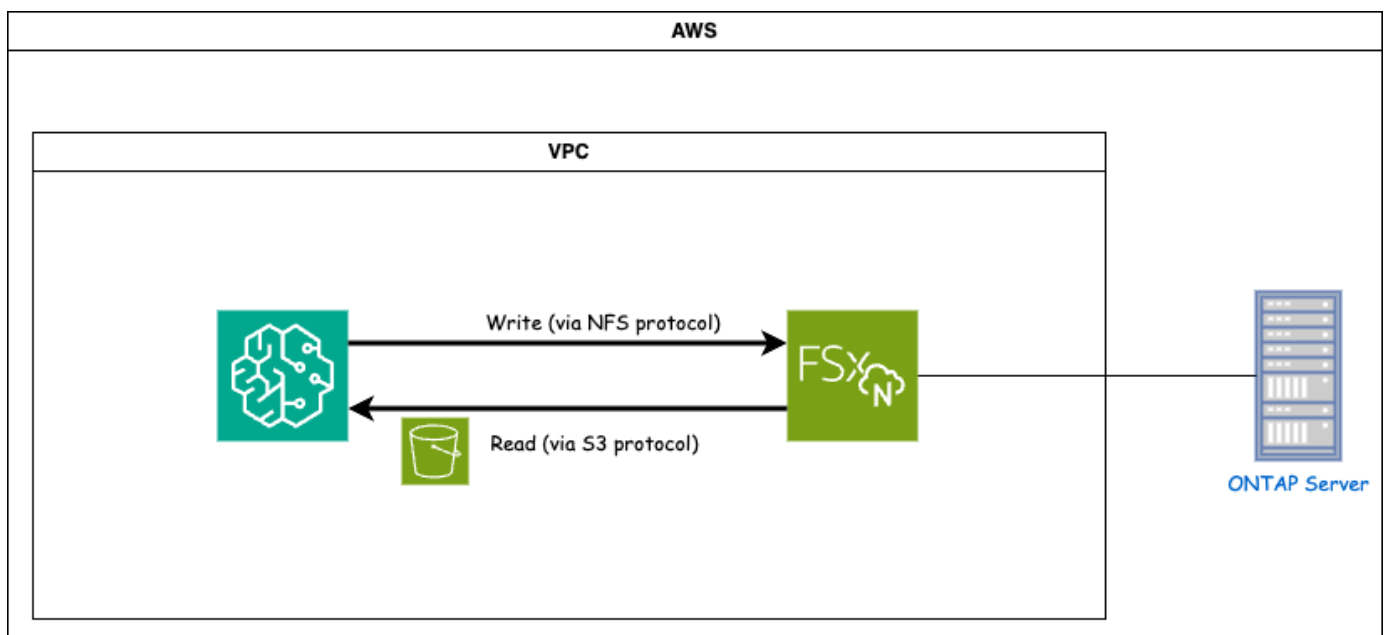 AWS
VPC
Write (via NFS protocol)
FSx
N
Read (via S3 protocol)
ONTAP Server